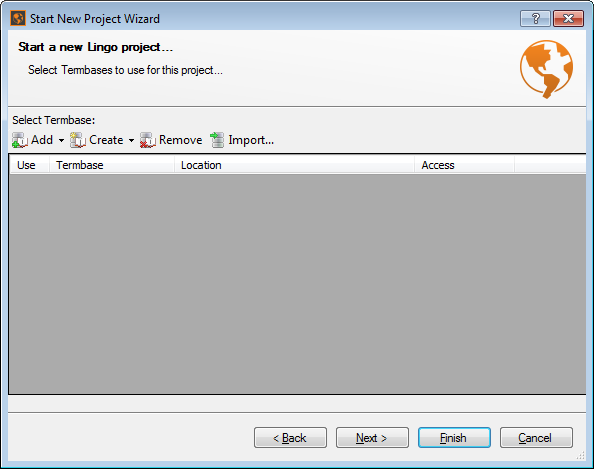 Start New Project Wizard
?
Start a new Lingo project...
Select Termbases to use for this project...
Select Termbase:
Add Create Remove Import...
Use Termbase Location Access
< Back Next > Finish Cancel